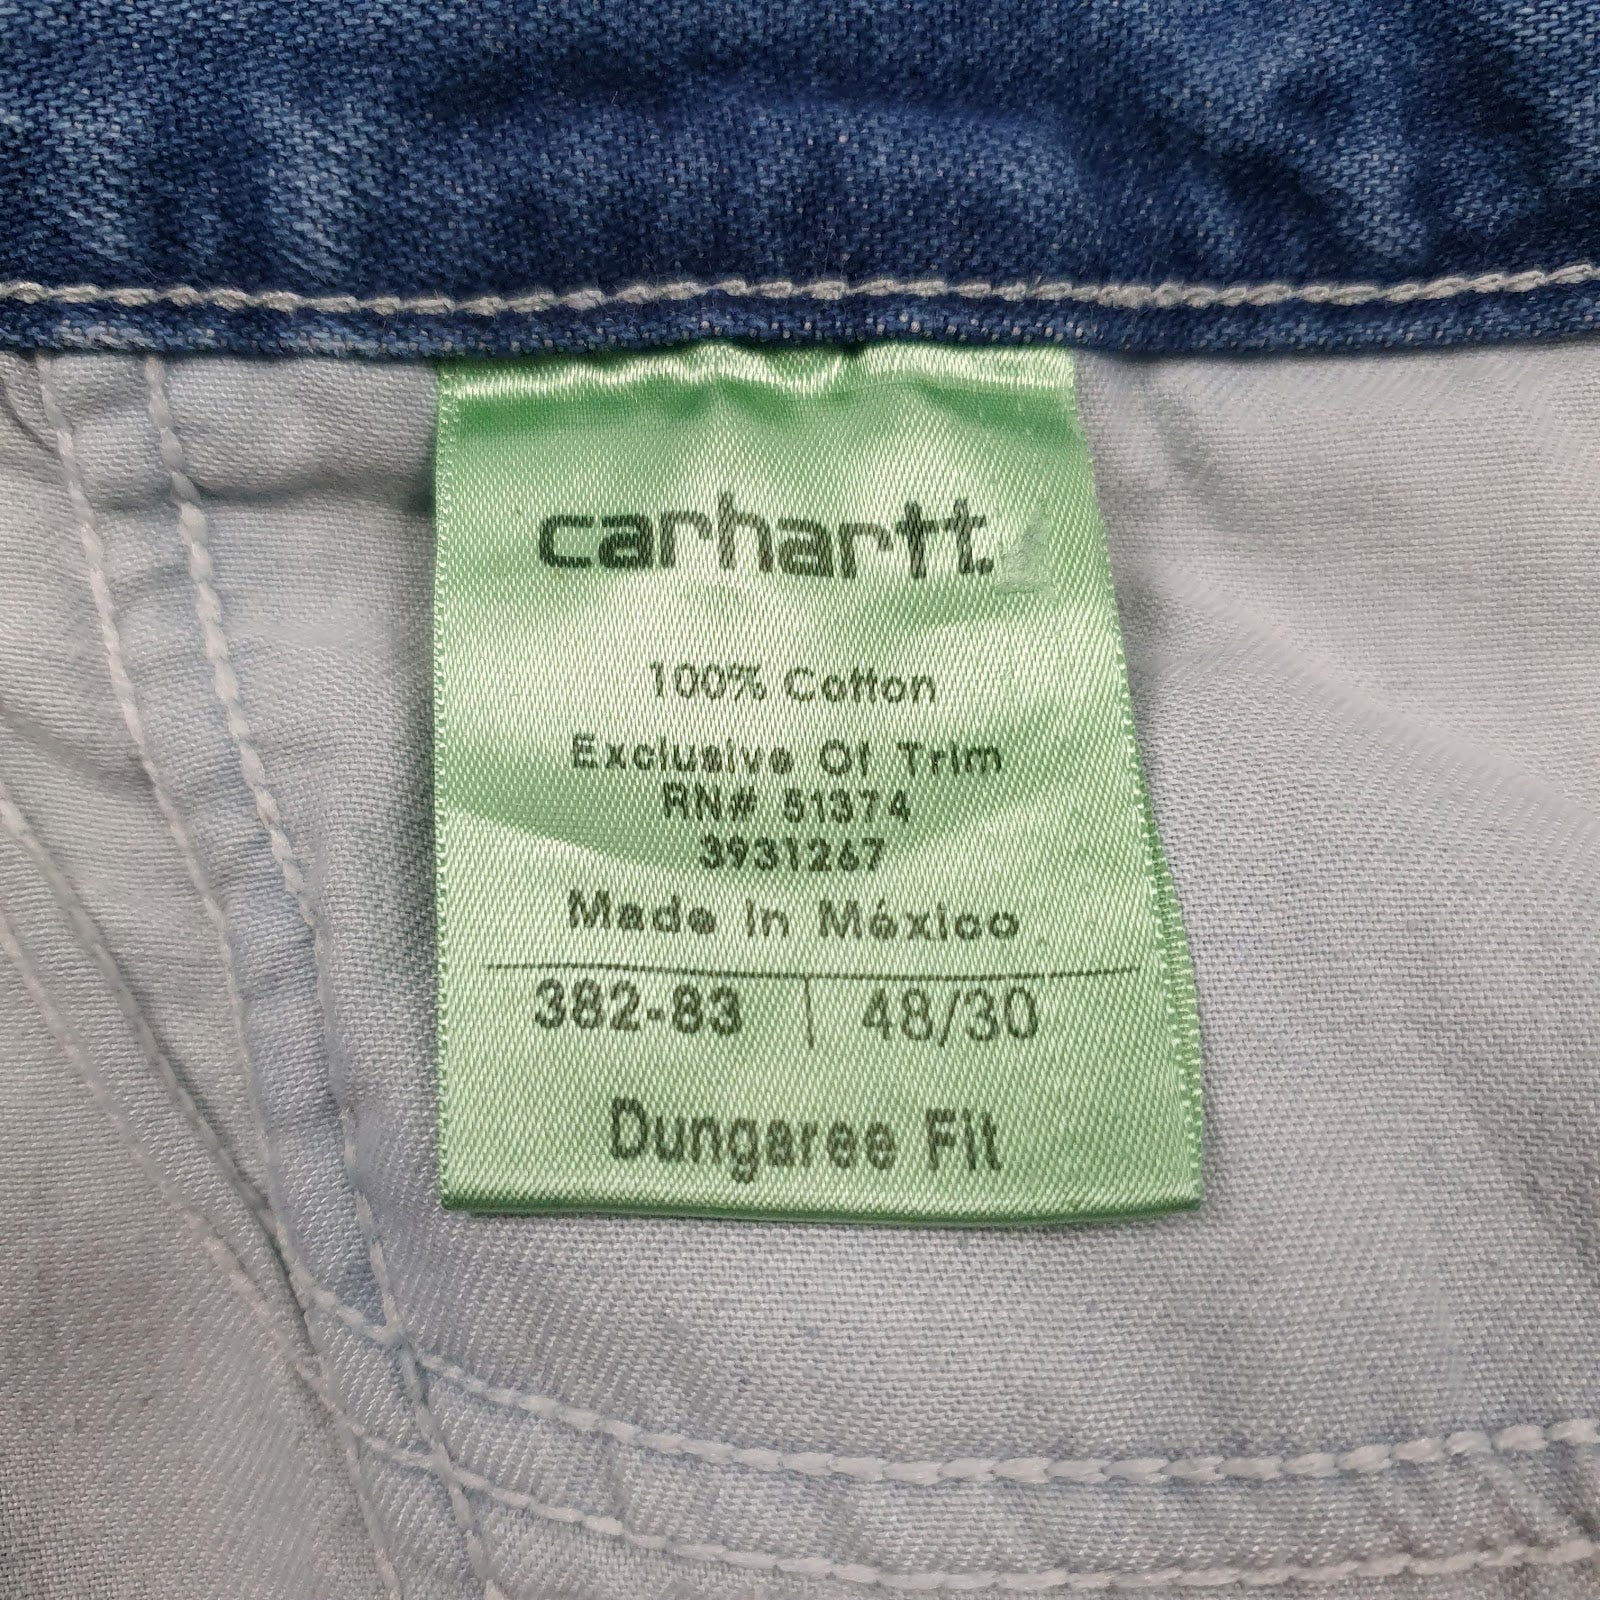 carhartt.
100% Cotton
Exclusive Of Trim
RN# 51374
3931267
Made In México
382-83 | 48/30
Dungaree Fit